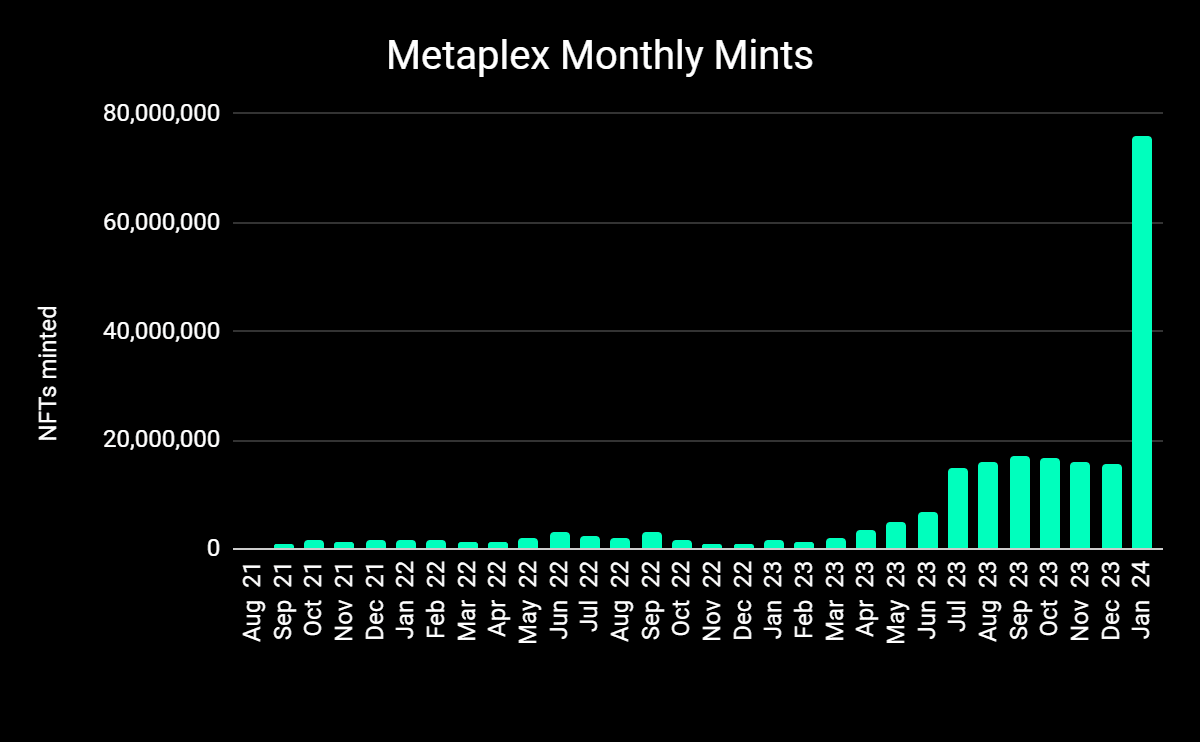 Metaplex Monthly Mints
NFTs minted
80,000,000
60,000,000
40,000,000
20,000,000
0
Aug 21
Sep 21
Oct 21
Nov 21
Dec 21
Jan 22
Feb 22
Mar 22
Apr 22
May 22
Jun 22
Jul 22
Aug 22
Sep 22
Oct 22
Nov 22
Dec 22
Jan 23
Feb 23
Mar 23
Apr 23
May 23
Jun 23
Jul 23
Aug 23
Sep 23
Oct 23
Nov 23
Dec 23
Jan 24